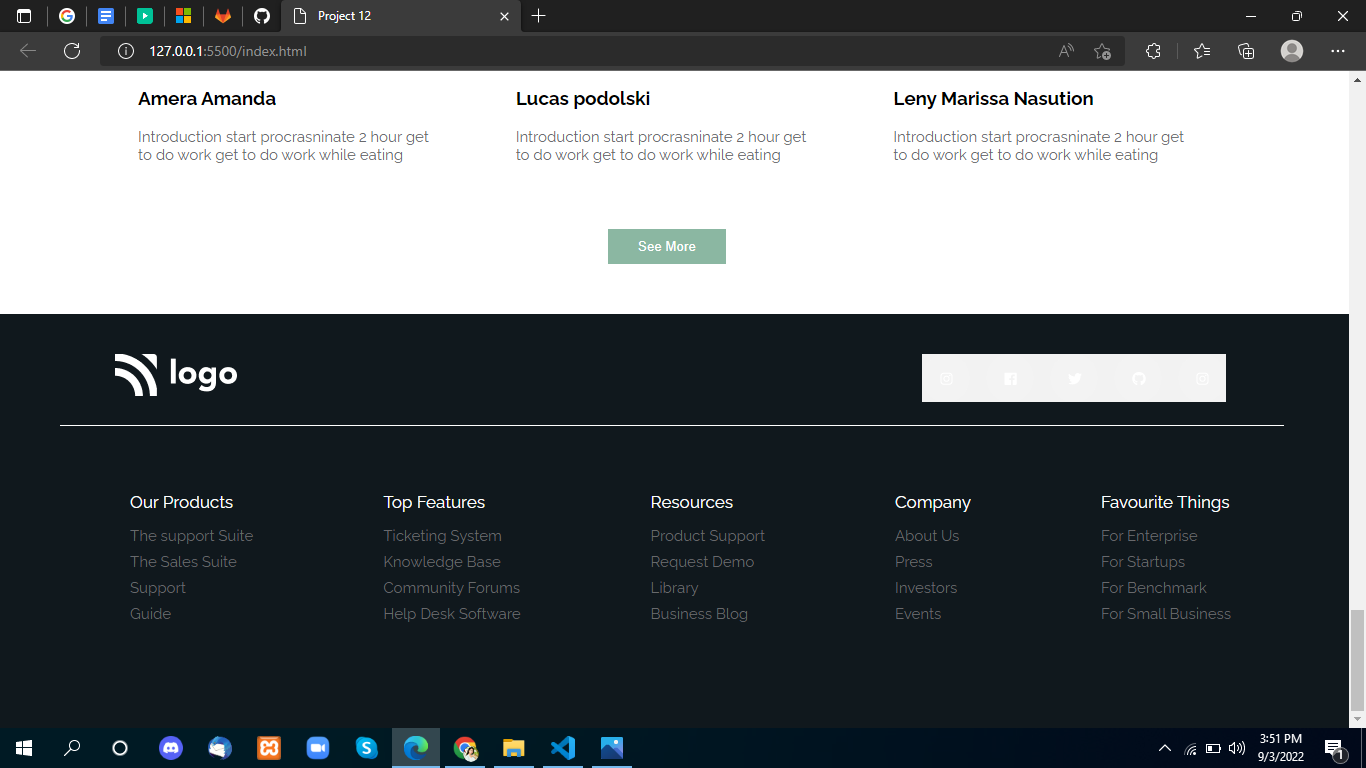 Project 12
127.0.0.1:5500/index.html
Amera Amanda
Introduction start procrasninate 2 hour get
to do work get to do work while eating
Lucas podolski
Introduction start procrasninate 2 hour get
to do work get to do work while eating
Leny Marissa Nasution
Introduction start procrasninate 2 hour get
to do work get to do work while eating
See More
logo
Our Products
The support Suite
The Sales Suite
Support
Guide
Top Features
Ticketing System
Knowledge Base
Community Forums
Help Desk Software
Resources
Product Support
Request Demo
Library
Business Blog
Company
About Us
Press
Investors
Events
Favourite Things
For Enterprise
For Startups
For Benchmark
For Small Business
3:51 PM
9/3/2022
1